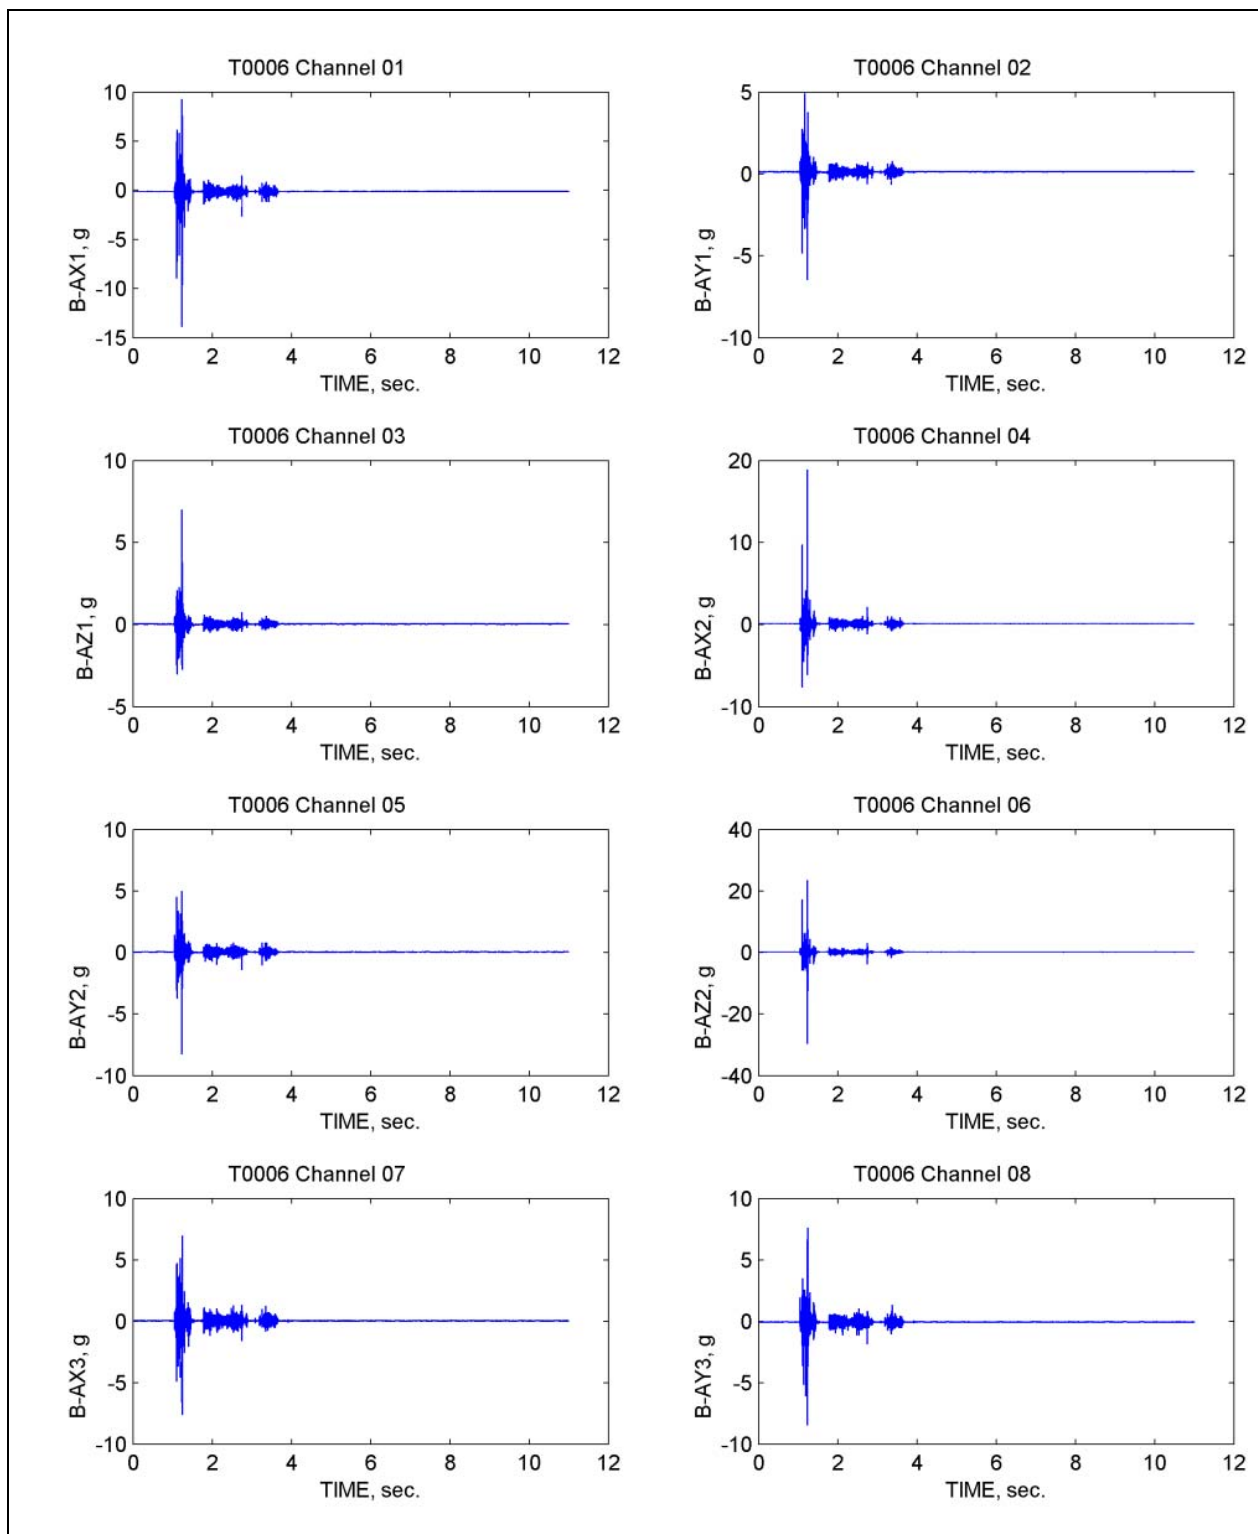 T0006 Channel 01
10
5
0
-5
-10
-15
B-AX1, g
0 2 4 6 8 10 12
TIME, sec.
T0006 Channel 02
5
0
-5
-10
B-AY1, g
0 2 4 6 8 10 12
TIME, sec.
T0006 Channel 03
10
5
0
-5
B-AZ1, g
0 2 4 6 8 10 12
TIME, sec.
T0006 Channel 04
20
10
0
-10
B-AX2, g
0 2 4 6 8 10 12
TIME, sec.
T0006 Channel 05
10
5
0
-5
-10
B-AY2, g
0 2 4 6 8 10 12
TIME, sec.
T0006 Channel 06
40
20
0
-20
-40
B-AZ2, g
0 2 4 6 8 10 12
TIME, sec.
T0006 Channel 07
10
5
0
-5
-10
B-AX3, g
0 2 4 6 8 10 12
TIME, sec.
T0006 Channel 08
10
5
0
-5
-10
B-AY3, g
0 2 4 6 8 10 12
TIME, sec.